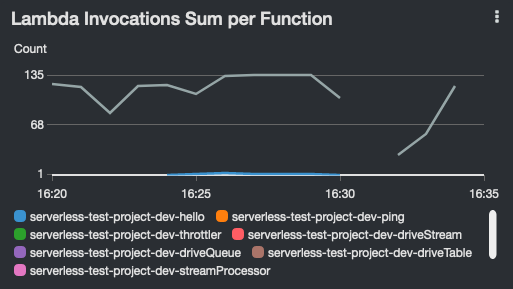 Lambda Invocations Sum per Function
Count
135
68
1
16:20 16:25 16:30 16:35
serverless-test-project-dev-hello serverless-test-project-dev-ping
serverless-test-project-dev-throttler serverless-test-project-dev-driveStream
serverless-test-project-dev-driveQueue serverless-test-project-dev-driveTable
serverless-test-project-dev-streamProcessor